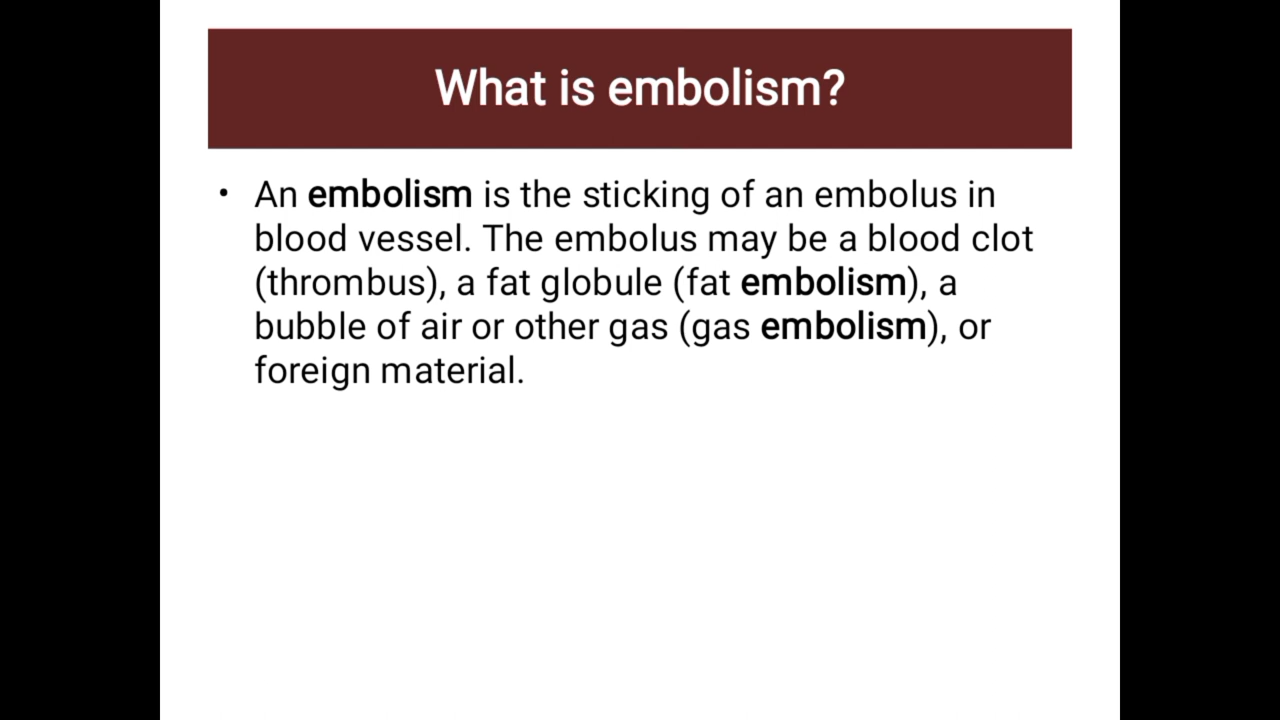 What is embolism?
• An embolism is the sticking of an embolus in
blood vessel. The embolus may be a blood clot
(thrombus), a fat globule (fat embolism), a
bubble of air or other gas (gas embolism), or
foreign material.